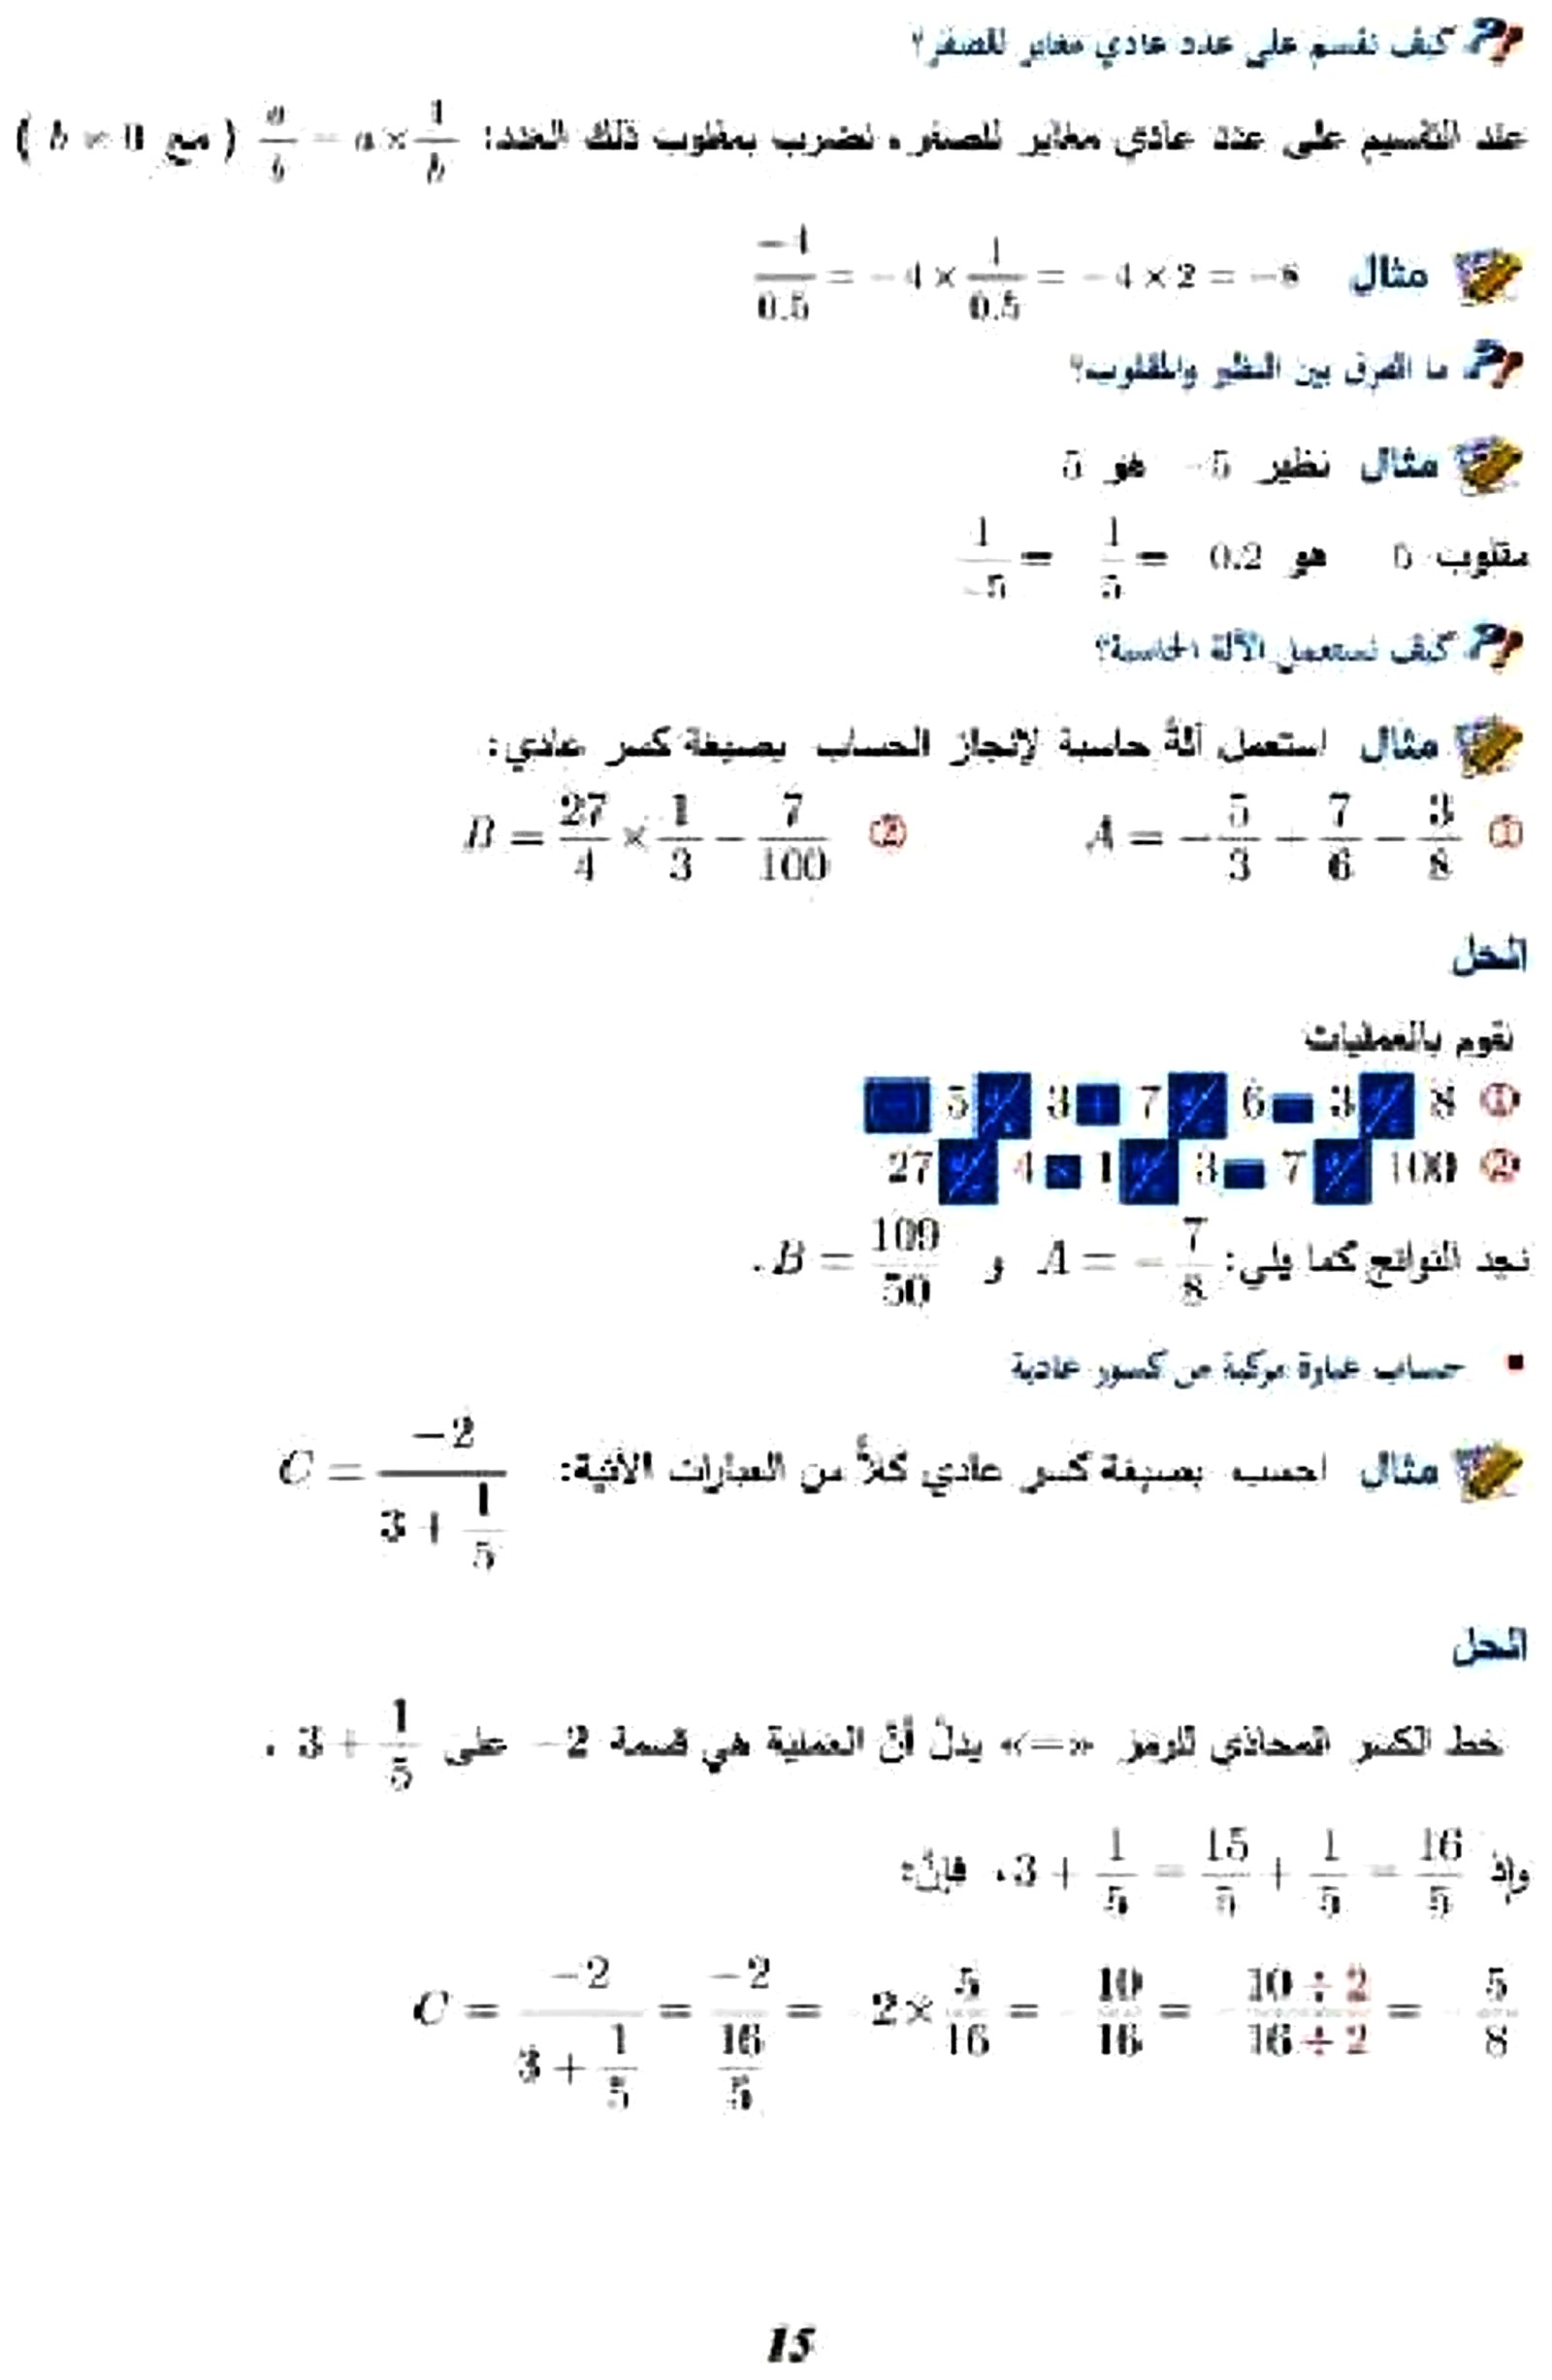 كيف نقسم على عدد عادي مغاير للصفر؟
عند التقسيم على عدد عادي مغاير للصفر، نضرب بمقلوب ذلك العدد: a/b = a × 1/b ( مع b ≠ 0 )
مثال -4/0.5 = -4 × 1/0.5 = -4 × 2 = -8
ما الفرق بين النظير والمقلوب؟
مثال نظير -5 هو 5
مقلوب -5 هو 1/-5 = -1/5 = -0.2
كيف نستعمل الآلة الحاسبة؟
مثال استعمل آلةً حاسبة لإنجاز الحساب بصيغة كسر عادي:
① A = -5/3 + 7/6 - 3/8 ② B = 27/4 × 1/3 - 7/100
الحل
نقوم بالعمليات
① (-) 5 3 + 7 6 - 3 8
② 27 4 × 1 3 - 7 100
نجد النواتج كما يلي: A = -7/8 و B = 109/50.
▪ حساب عبارة مركبة من كسور عادية
مثال احسب بصيغة كسر عادي كلاً من العبارات الآتية: C = -2/(3 + 1/5)
الحل
خط الكسر المحاذي للرمز «=» يدلّ أنّ العملية هي قسمة -2 على 3 + 1/5 ،
وإذ 3 + 1/5 = 15/5 + 1/5 = 16/5 ، فإنّ:
C = -2/(3 + 1/5) = -2/(16/5) = -2 × 5/16 = -10/16 = -(10 ÷ 2)/(16 ÷ 2) = -5/8
15